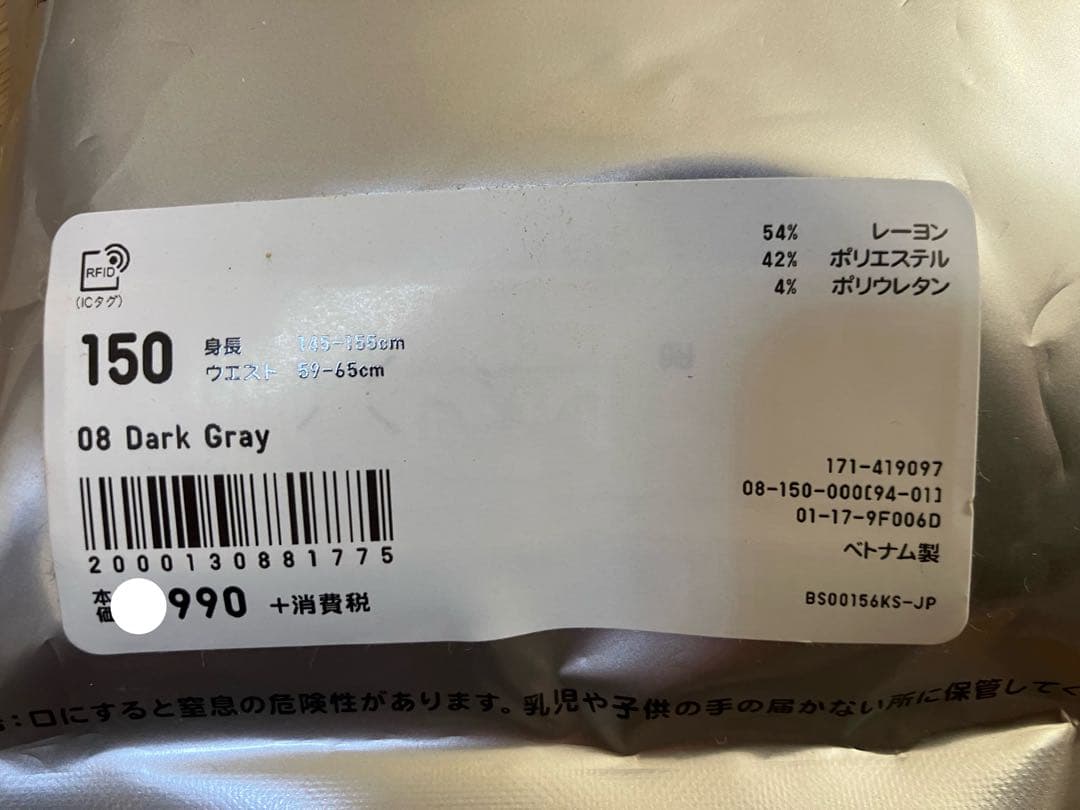 RFID
(ICタグ)
150
身長 145-155cm
ウエスト 59-65cm
08 Dark Gray
2000130881775
本
価
990 +消費税
54% レーヨン
42% ポリエステル
4% ポリウレタン
171-419097
08-150-000[94-01]
01-17-9F006D
ベトナム製
BS00156KS-JP
:口にすると窒息の危険性があります。乳児や子供の手の届かない所に保管して